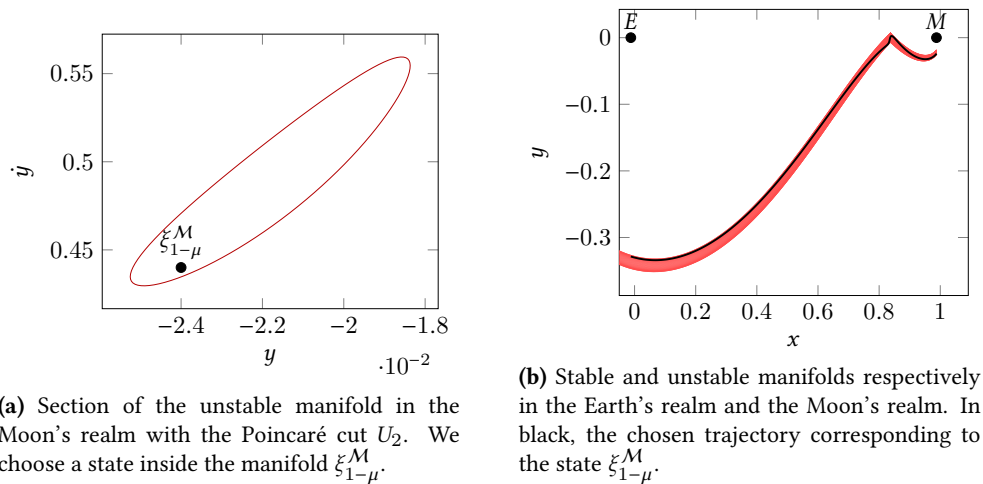 0.55
0.5
0.45
ẏ
ξ^M_{1−μ}
−2.4 −2.2 −2 −1.8
y
·10⁻²
(a) Section of the unstable manifold in the
Moon's realm with the Poincaré cut U₂. We
choose a state inside the manifold ξ^M_{1−μ}.
E M
0
−0.1
−0.2
−0.3
y
0 0.2 0.4 0.6 0.8 1
x
(b) Stable and unstable manifolds respectively
in the Earth's realm and the Moon's realm. In
black, the chosen trajectory corresponding to
the state ξ^M_{1−μ}.